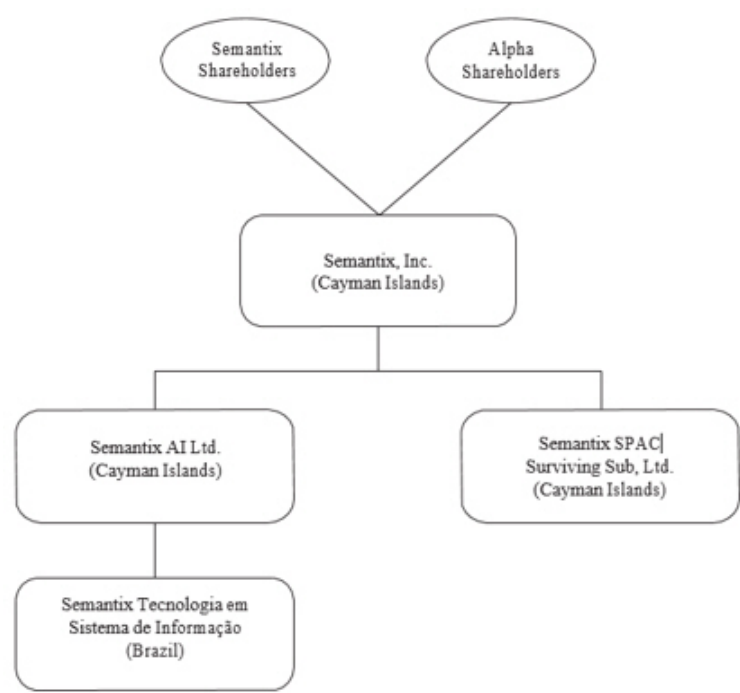 Semantix
Shareholders
Alpha
Shareholders
Semantix, Inc.
(Cayman Islands)
Semantix AI Ltd.
(Cayman Islands)
Semantix SPAC|
Surviving Sub, Ltd.
(Cayman Islands)
Semantix Tecnologia em
Sistema de Informação
(Brazil)